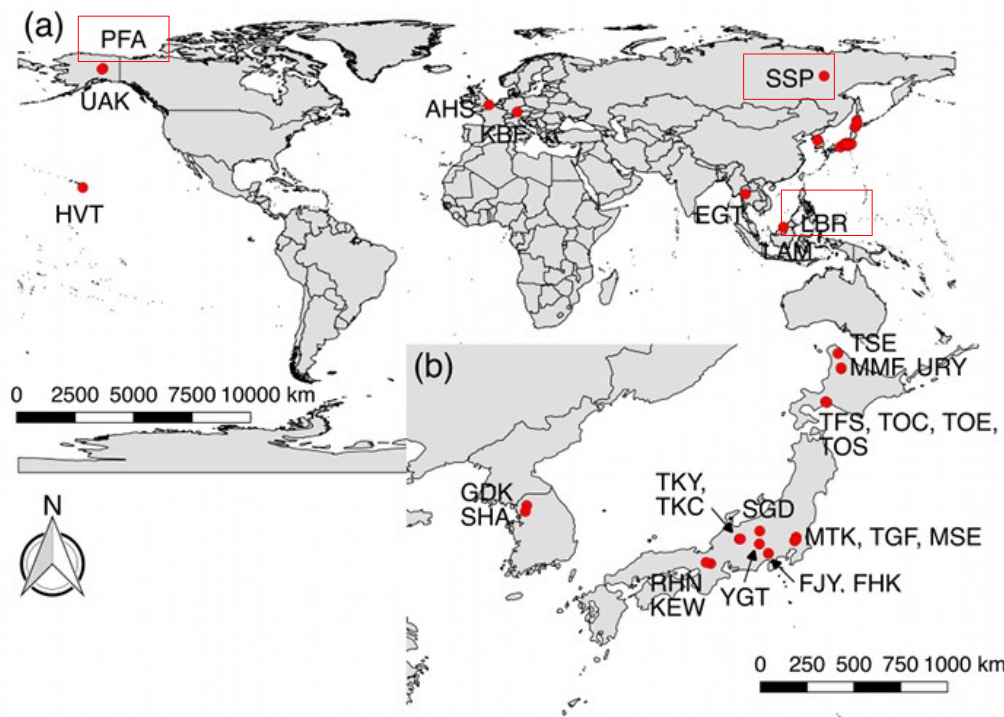 (a)
PFA
UAK
HVT
AHS
KBF
SSP
EGT
LBR
LAM
0 2500 5000 7500 10000 km
N
(b)
TSE
MMF, URY
TFS, TOC, TOE,
TOS
GDK
SHA
TKY,
TKC
SGD
MTK, TGF, MSE
RHN
KEW
YGT
FJY. FHK
0 250 500 750 1000 km